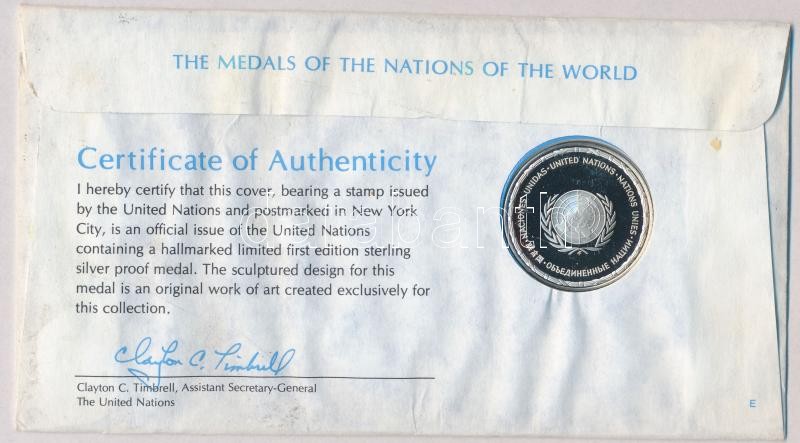 THE MEDALS OF THE NATIONS OF THE WORLD
Certificate of Authenticity
I hereby certify that this cover, bearing a stamp issued
by the United Nations and postmarked in New York
City, is an official issue of the United Nations
containing a hallmarked limited first edition sterling
silver proof medal. The sculptured design for this
medal is an original work of art created exclusively for
this collection.
NACIONES UNIDAS · UNITED NATIONS · NATIONS UNIES · ОБЪЕДИНЕННЫЕ НАЦИИ ·
darabanth
Clayton C. Timbrell
Clayton C. Timbrell, Assistant Secretary-General
The United Nations
E